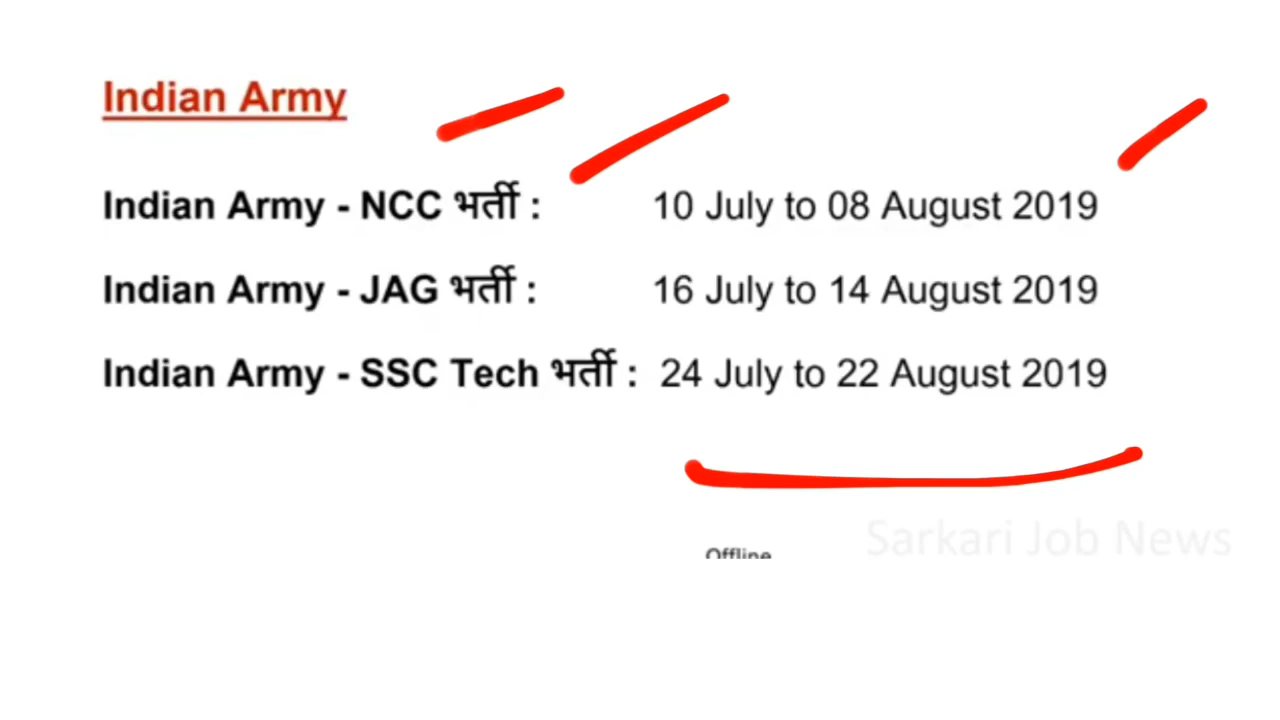 Indian Army
Indian Army - NCC भर्ती : 10 July to 08 August 2019
Indian Army - JAG भर्ती : 16 July to 14 August 2019
Indian Army - SSC Tech भर्ती : 24 July to 22 August 2019
Sarkari Job News
Offline